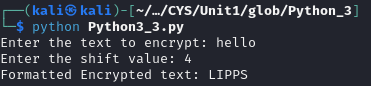 ┌──(kali㉿kali)-[~/…/CYS/Unit1/glob/Python_3]
└─$ python Python3_3.py
Enter the text to encrypt: hello
Enter the shift value: 4
Formatted Encrypted text: LIPPS